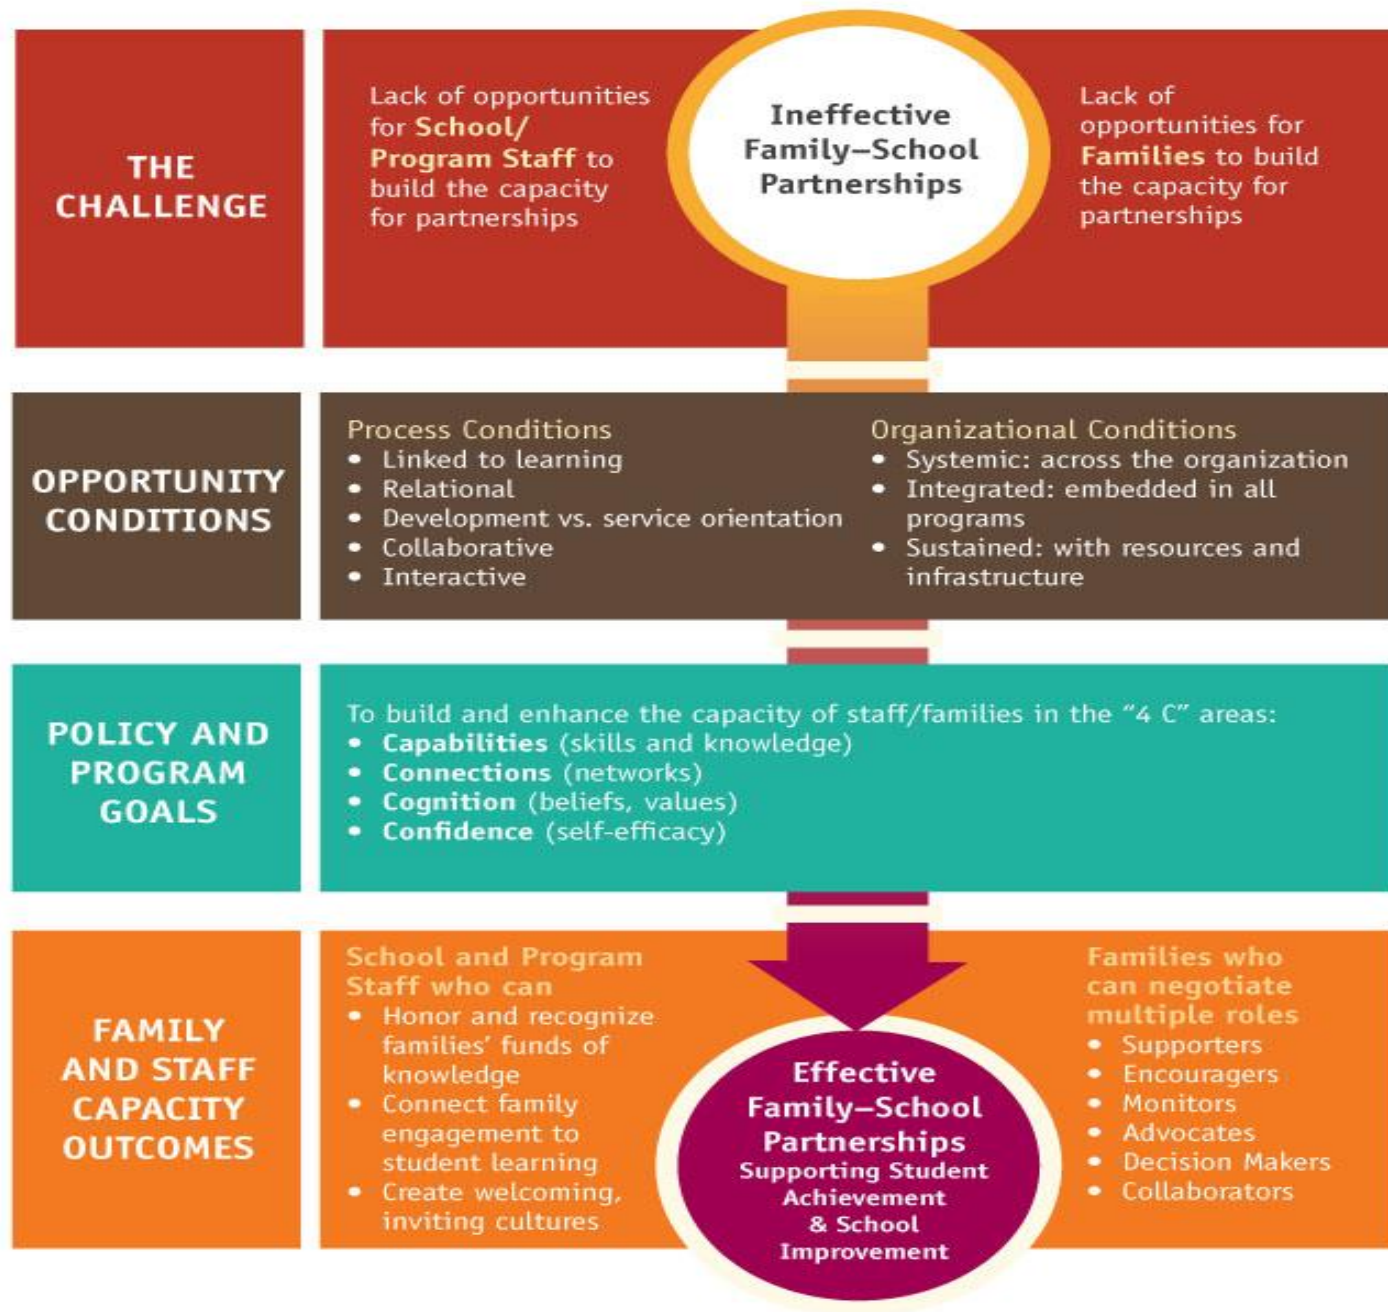 THE
CHALLENGE
Lack of opportunities
for School/
Program Staff to
build the capacity
for partnerships
Ineffective
Family–School
Partnerships
Lack of
opportunities for
Families to build
the capacity for
partnerships
OPPORTUNITY
CONDITIONS
Process Conditions
• Linked to learning
• Relational
• Development vs. service orientation
• Collaborative
• Interactive
Organizational Conditions
• Systemic: across the organization
• Integrated: embedded in all
programs
• Sustained: with resources and
infrastructure
POLICY AND
PROGRAM
GOALS
To build and enhance the capacity of staff/families in the “4 C” areas:
• Capabilities (skills and knowledge)
• Connections (networks)
• Cognition (beliefs, values)
• Confidence (self-efficacy)
FAMILY
AND STAFF
CAPACITY
OUTCOMES
School and Program
Staff who can
• Honor and recognize
families’ funds of
knowledge
• Connect family
engagement to
student learning
• Create welcoming,
inviting cultures
Effective
Family–School
Partnerships
Supporting Student
Achievement
& School
Improvement
Families who
can negotiate
multiple roles
• Supporters
• Encouragers
• Monitors
• Advocates
• Decision Makers
• Collaborators